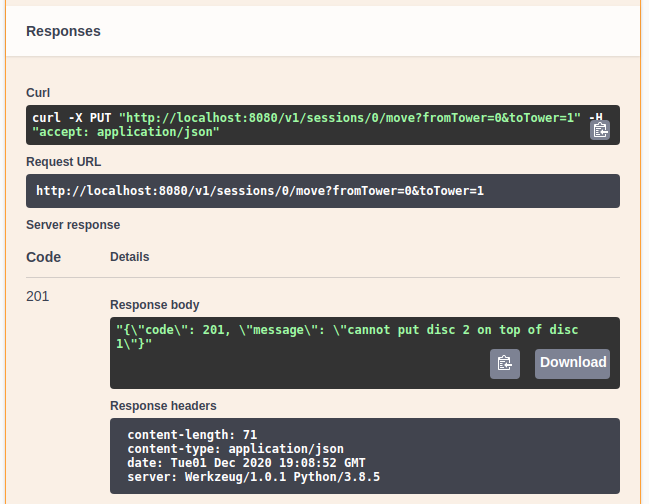 Responses
Curl
curl -X PUT "http://localhost:8080/v1/sessions/0/move?fromTower=0&toTower=1" -H
"accept: application/json"
Request URL
http://localhost:8080/v1/sessions/0/move?fromTower=0&toTower=1
Server response
Code Details
201
Response body
"{\"code\": 201, \"message\": \"cannot put disc 2 on top of disc
1\"}"
Download
Response headers
content-length: 71
content-type: application/json
date: Tue01 Dec 2020 19:08:52 GMT
server: Werkzeug/1.0.1 Python/3.8.5